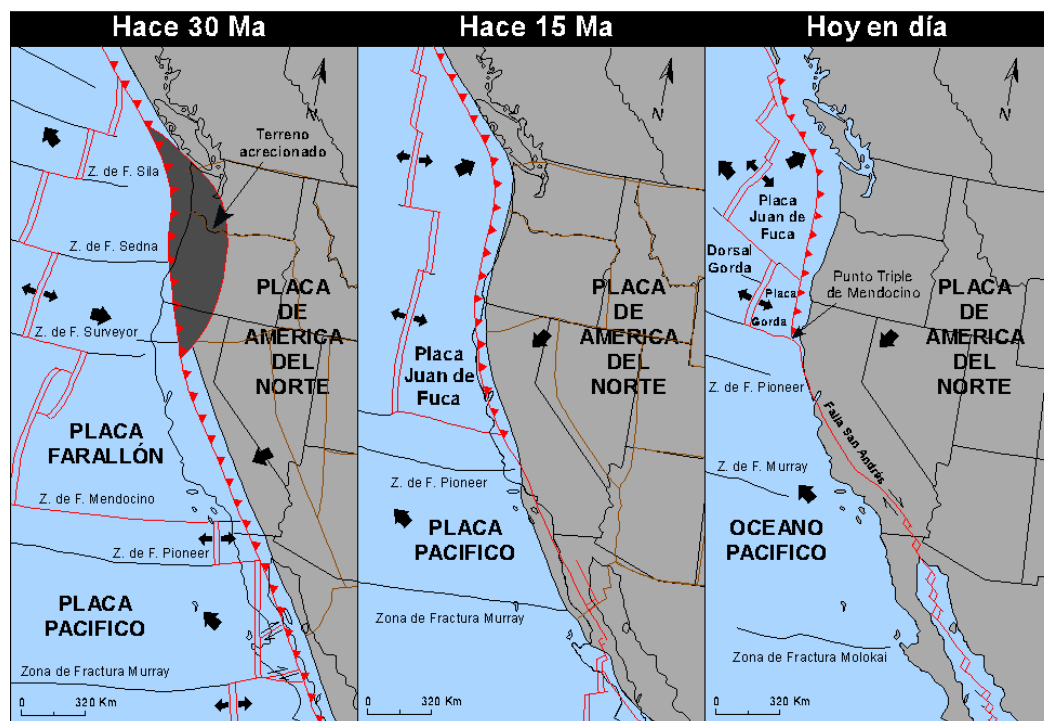 Hace 30 Ma
N
Terreno
acrecionado
Z. de F. Sila
Z. de F. Sedna
PLACA
DE
AMERICA
DEL
NORTE
Z. de F. Surveyor
PLACA
FARALLÓN
Z. de F. Mendocino
Z. de F. Pioneer
PLACA
PACIFICO
Zona de Fractura Murray
0 320 Km
Hace 15 Ma
N
PLACA
DE
AMERICA
DEL
NORTE
Placa
Juan de
Fuca
Z. de F. Pioneer
PLACA
PACIFICO
Zona de Fractura Murray
0 320 Km
Hoy en día
N
Placa
Juan de
Fuca
Dorsal
Gorda
Placa
Gorda
Punto Triple
de Mendocino
PLACA
DE
AMERICA
DEL
NORTE
Z. de F. Pioneer
Falla San Andrés
Z. de F. Murray
OCEANO
PACIFICO
Zona de Fractura Molokai
0 320 Km